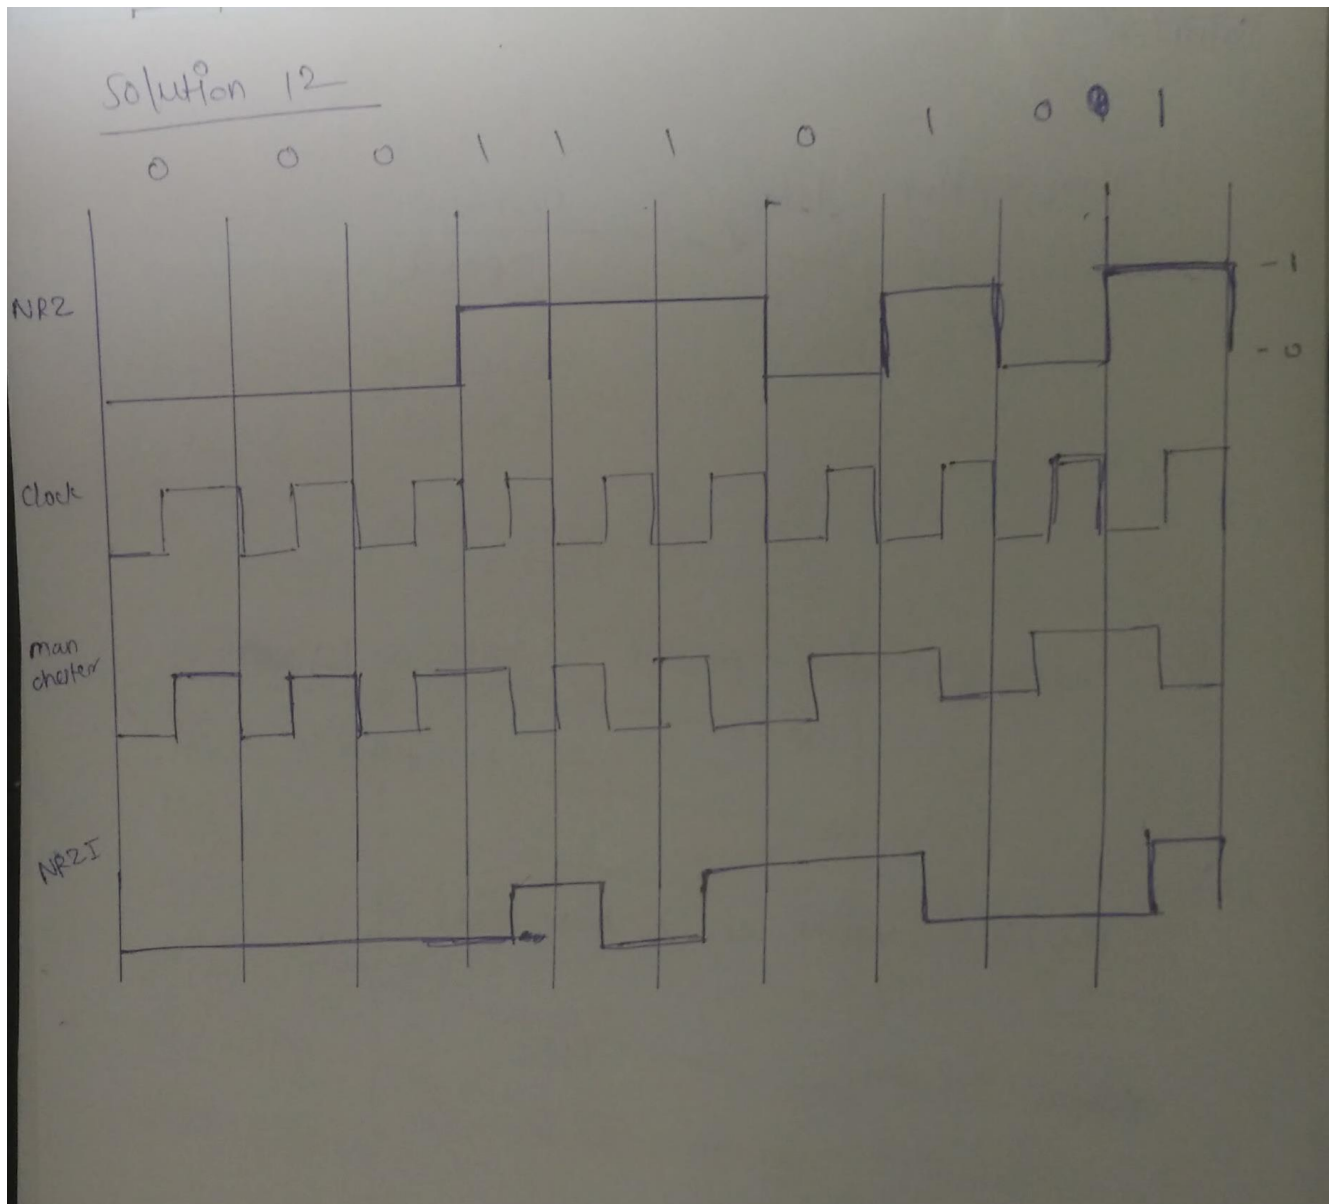 Solution 12
0 0 0 1 1 1 0 1 0 1
NRZ
- 1
- 0
Clock
Man
chester
NRZI